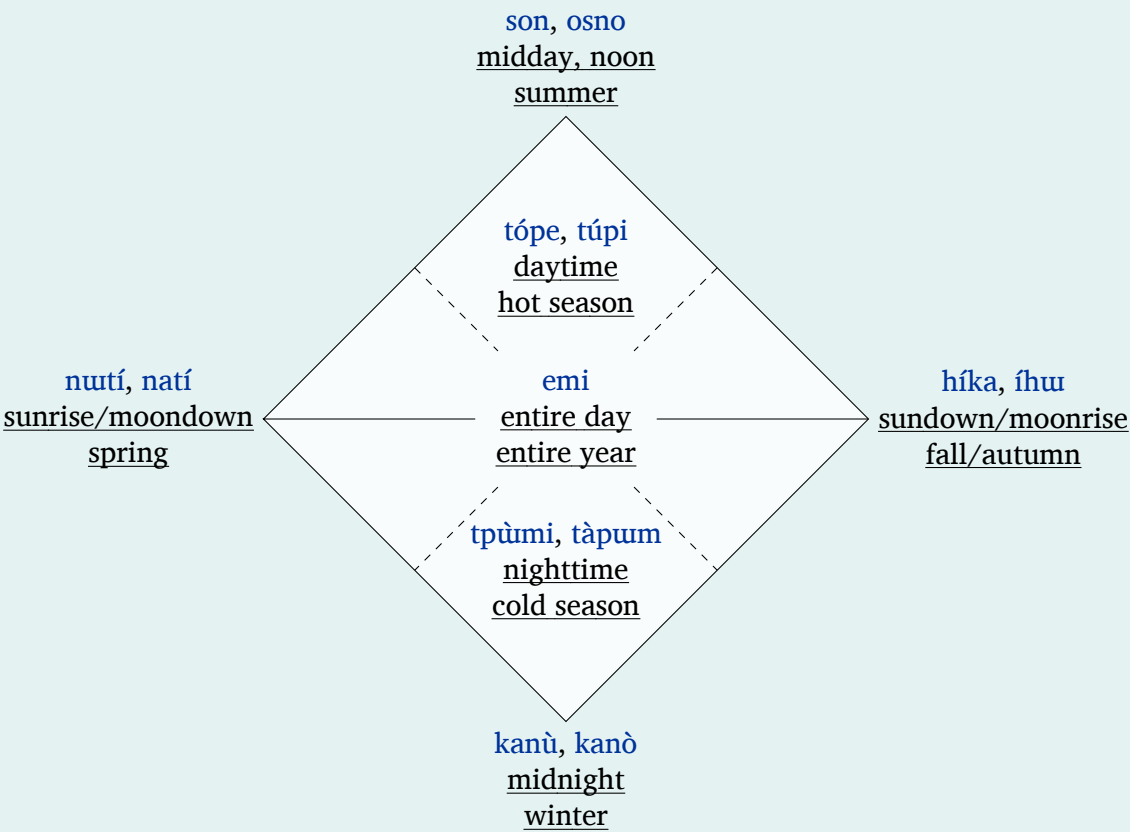 son, osno
midday, noon
summer
tópe, túpi
daytime
hot season
nɯtí, natí
sunrise/moondown
spring
emi
entire day
entire year
híka, íhɯ
sundown/moonrise
fall/autumn
tpɯ̀mi, tàpɯm
nighttime
cold season
kanù, kanò
midnight
winter